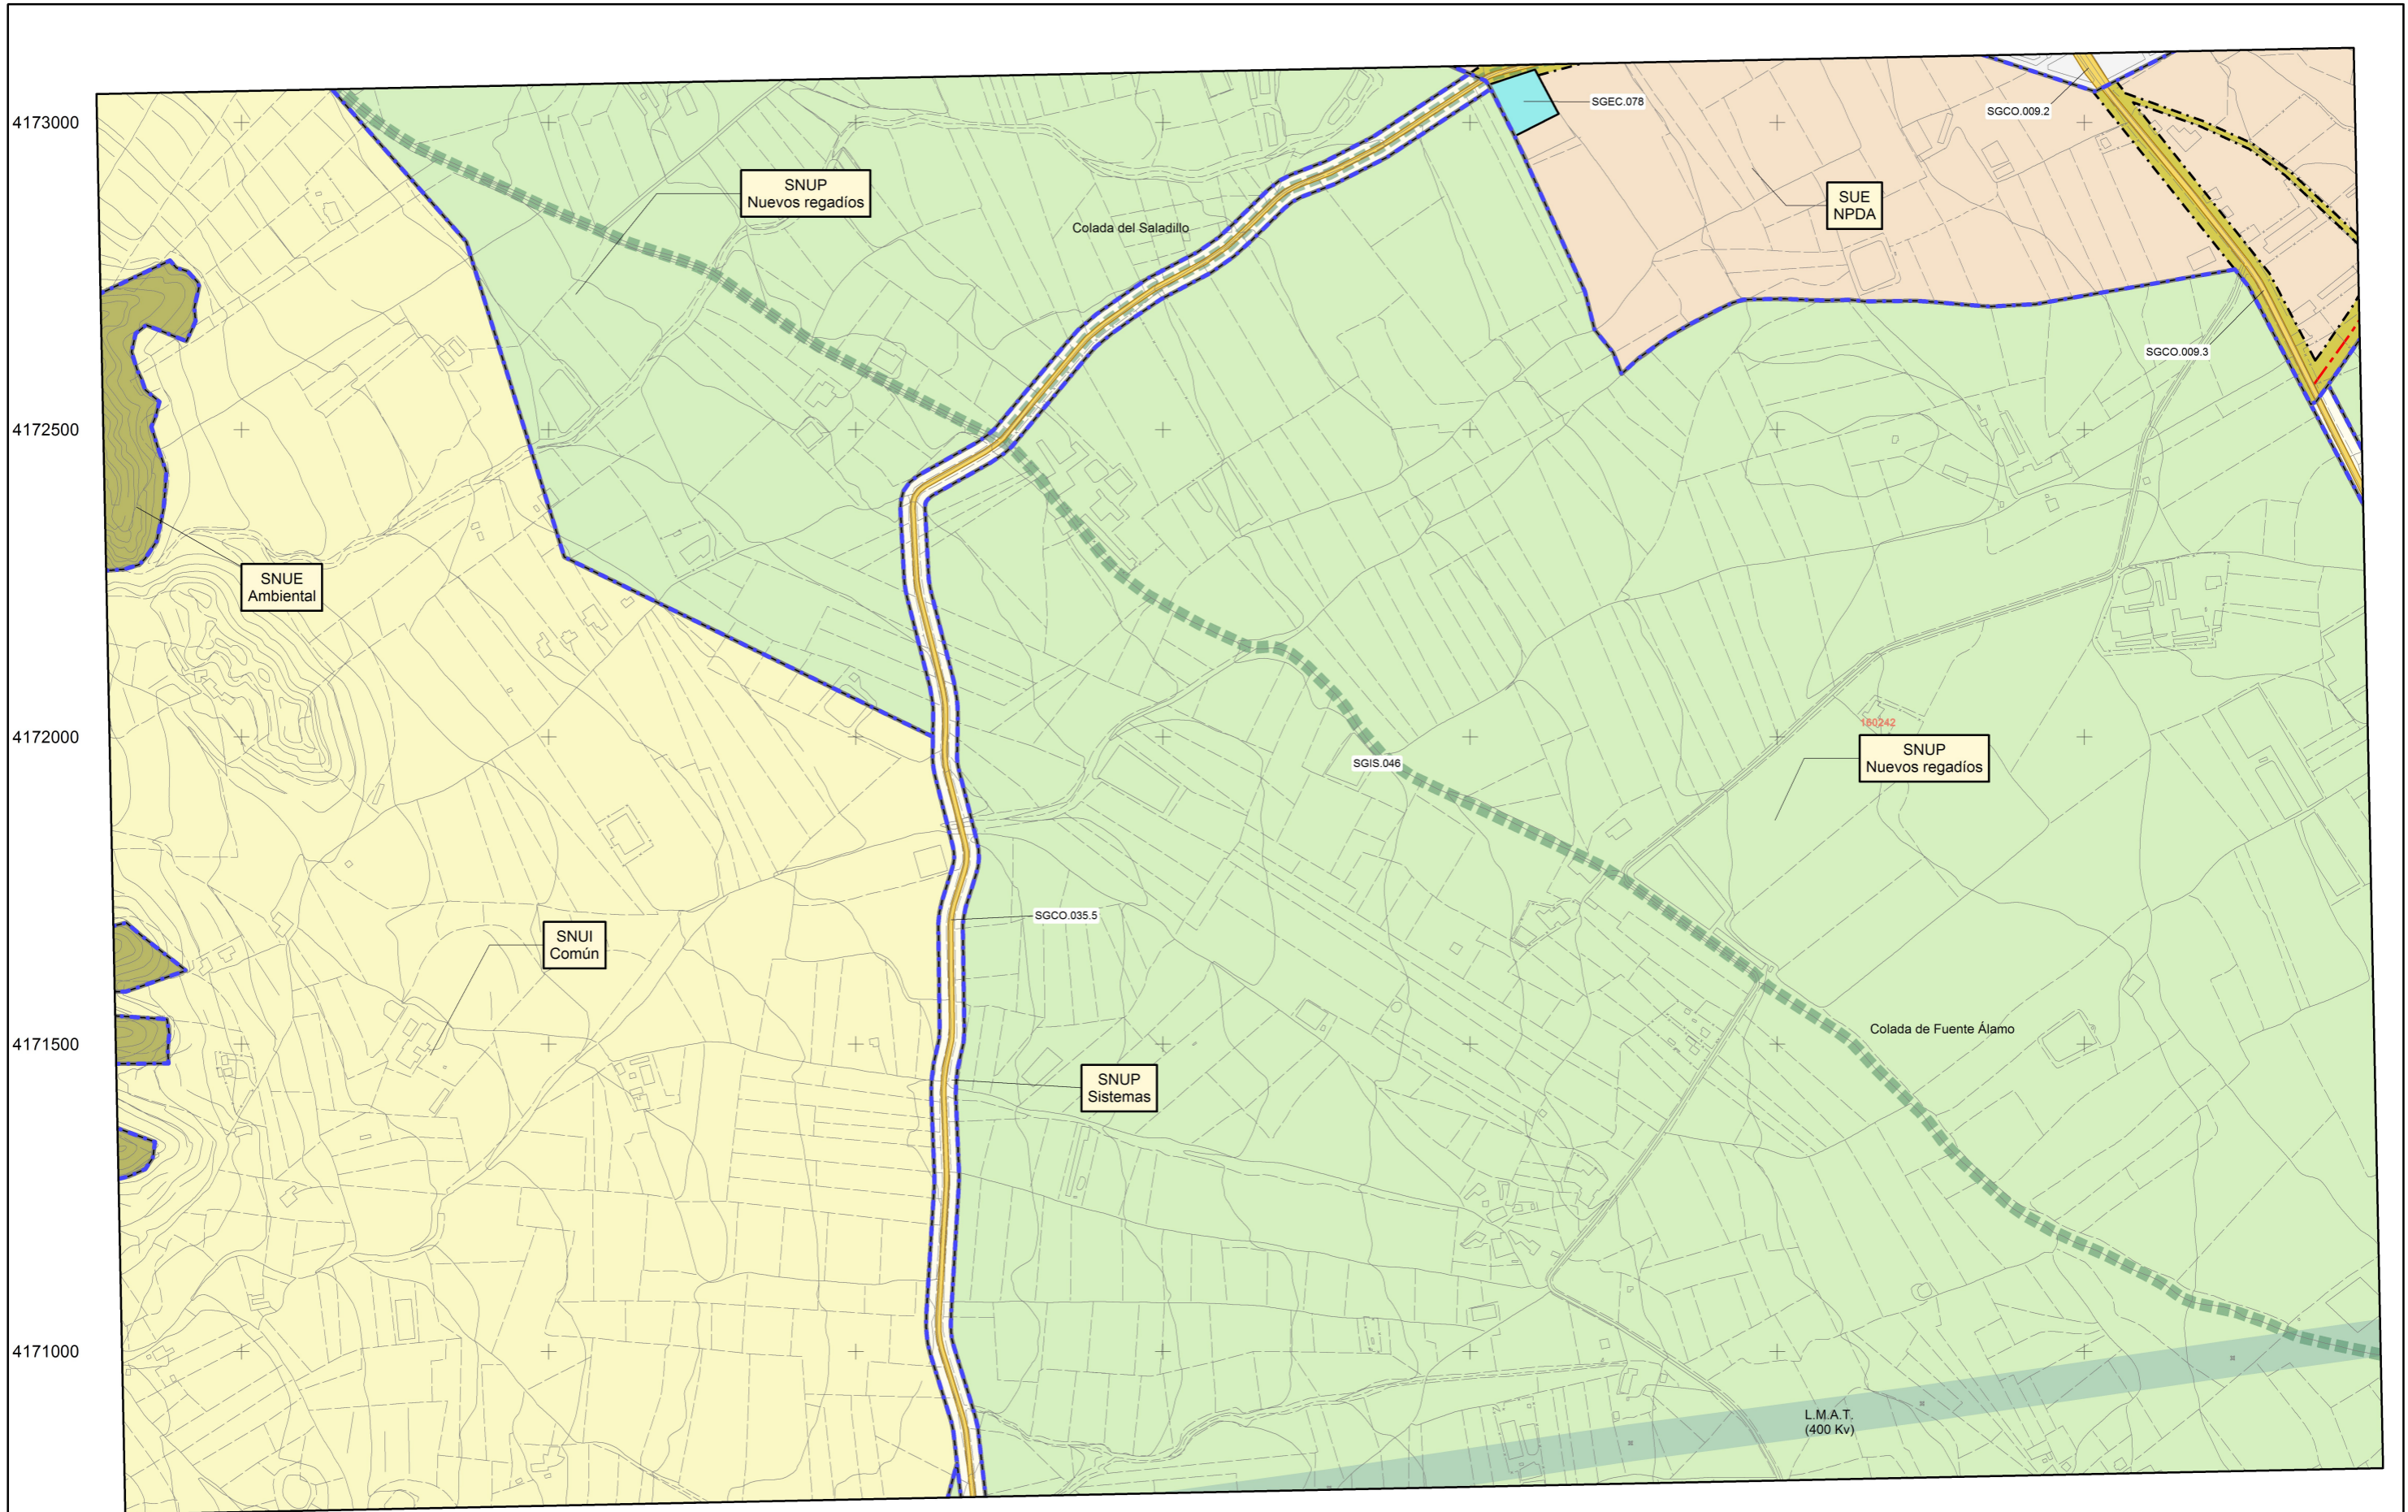 4173000
SGEC.078
SGCO.009.2
SNUP
Nuevos regadíos
SUE
NPDA
Colada del Saladillo
SGCO.009.3
4172500
SNUE
Ambiental
4172000
160242
SNUP
Nuevos regadíos
SGIS.046
SGCO.035.5
SNUI
Común
4171500
Colada de Fuente Álamo
SNUP
Sistemas
4171000
L.M.A.T.
(400 Kv)